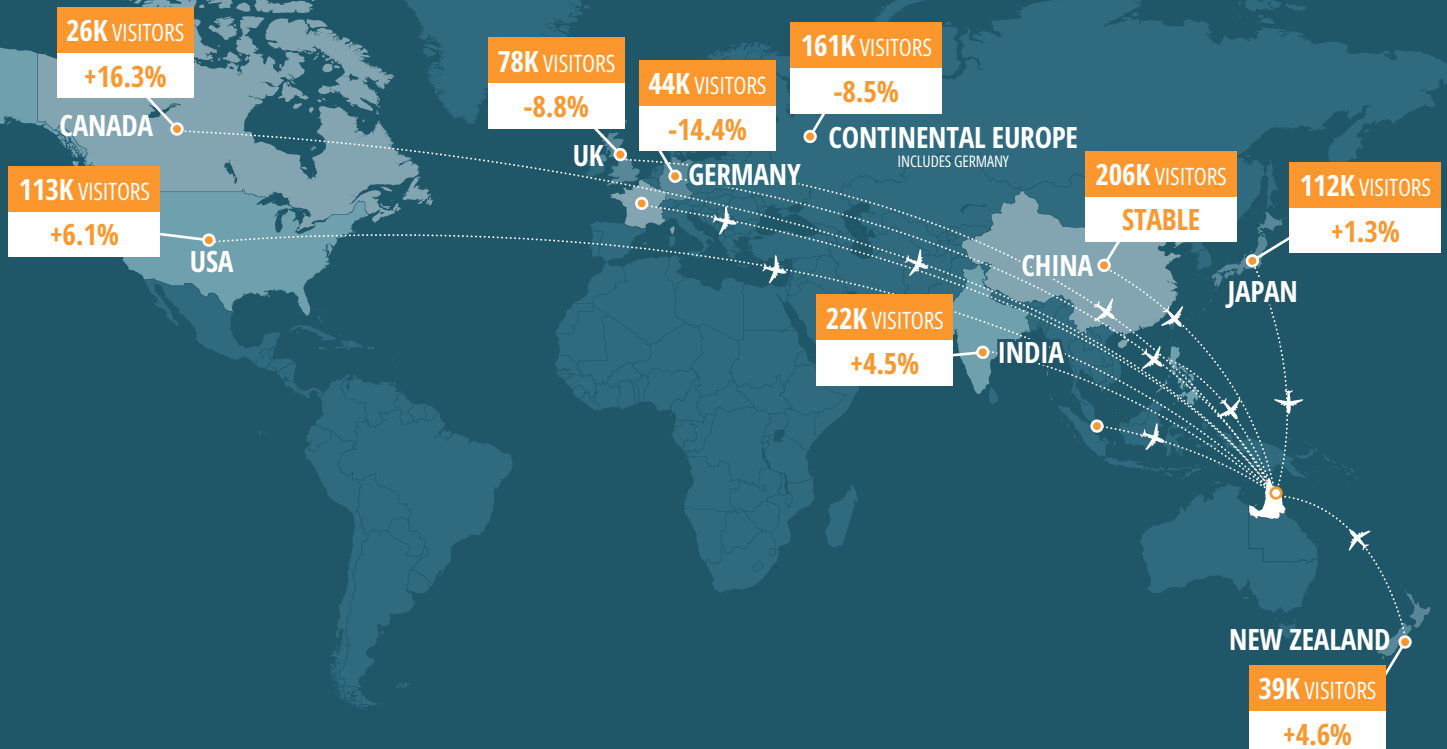 26K VISITORS
+16.3%
CANADA
113K VISITORS
+6.1%
USA
78K VISITORS
-8.8%
UK
44K VISITORS
-14.4%
GERMANY
161K VISITORS
-8.5%
CONTINENTAL EUROPE
INCLUDES GERMANY
206K VISITORS
STABLE
CHINA
112K VISITORS
+1.3%
JAPAN
22K VISITORS
+4.5%
INDIA
NEW ZEALAND
39K VISITORS
+4.6%